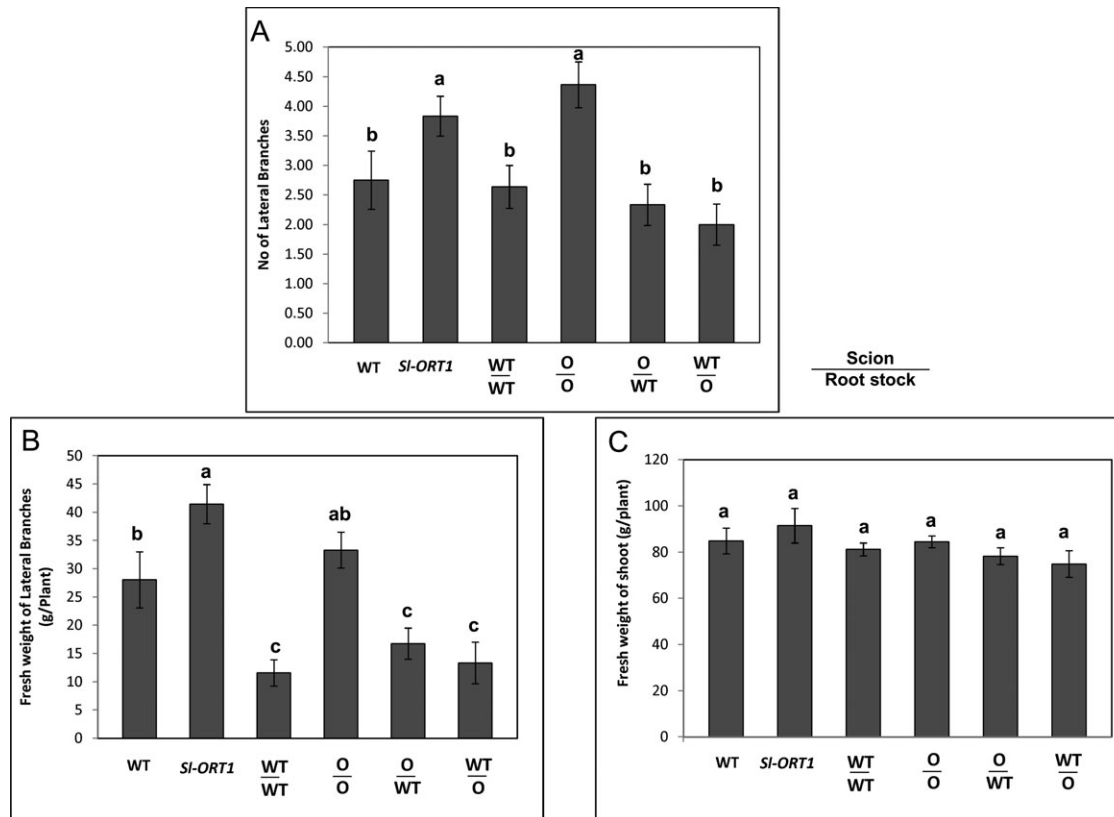 A
No of Lateral Branches
5.00
4.50
4.00
3.50
3.00
2.50
2.00
1.50
1.00
0.50
0.00
b
a
b
a
b
b
WT
Sl-ORT1
WT
WT
O
O
O
WT
WT
O
Scion
Root stock
B
Fresh weight of Lateral Branches
(g/Plant)
50
45
40
35
30
25
20
15
10
5
0
b
a
c
ab
c
c
WT
Sl-ORT1
WT
WT
O
O
O
WT
WT
O
C
Fresh weight of shoot (g/plant)
120
100
80
60
40
20
0
a
a
a
a
a
a
WT
Sl-ORT1
WT
WT
O
O
O
WT
WT
O